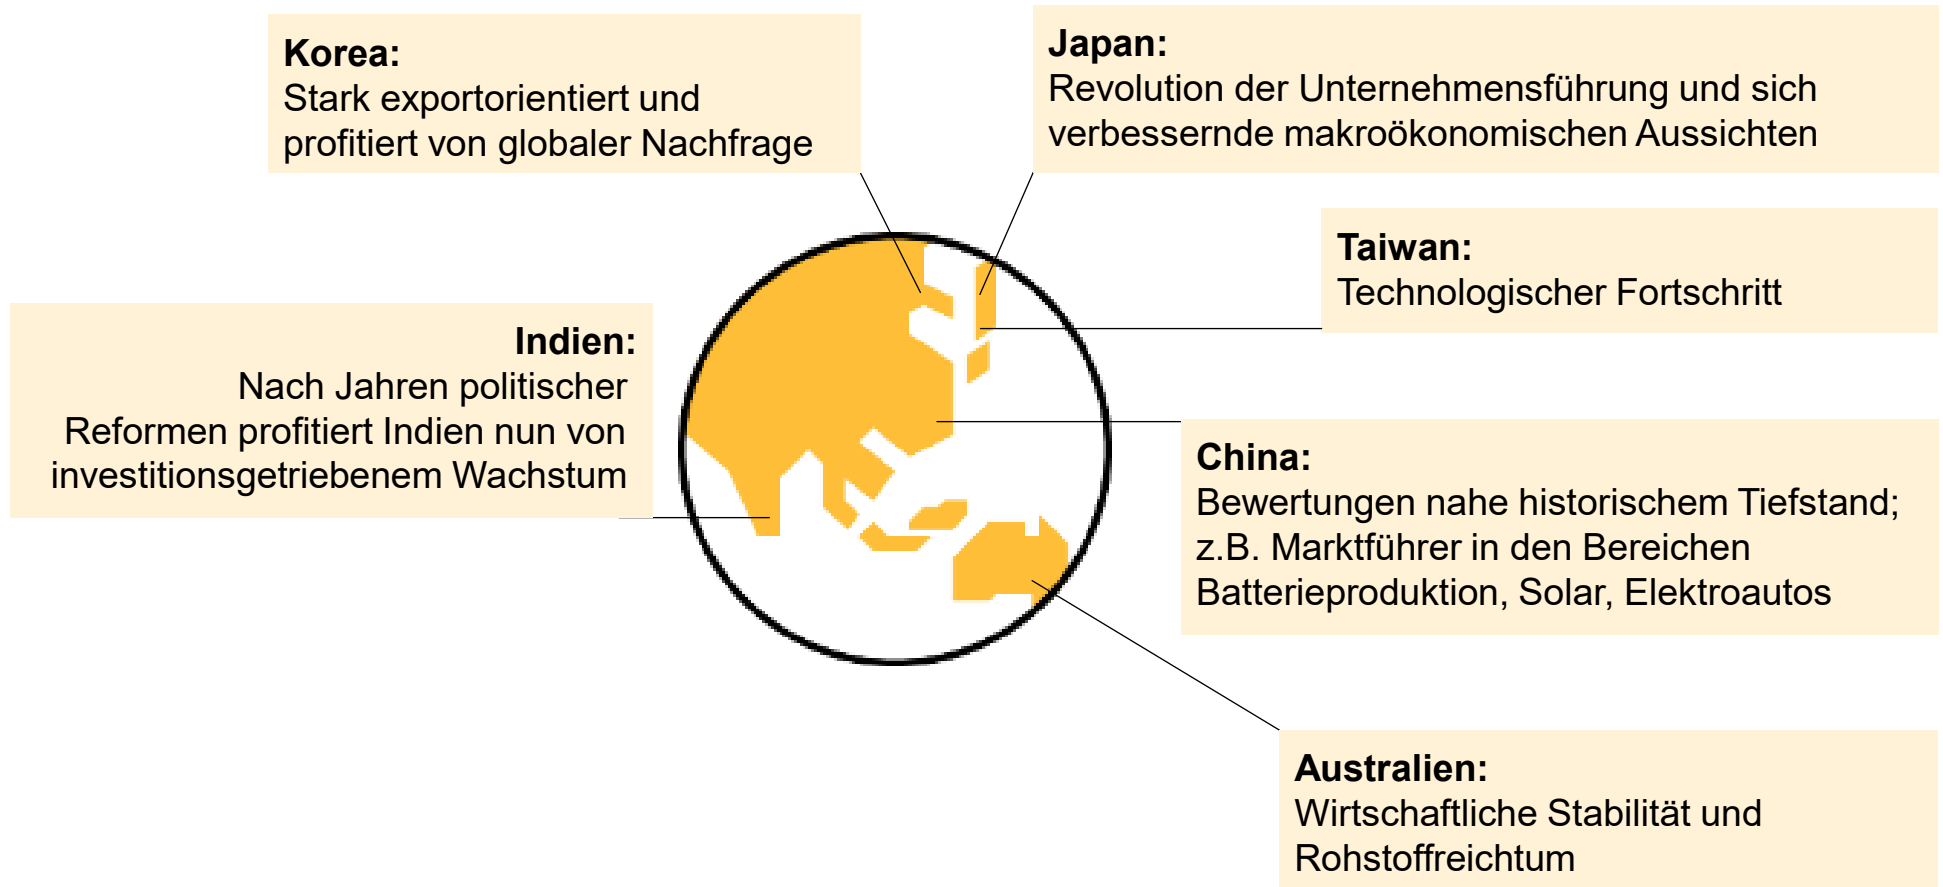 Korea:
Stark exportorientiert und
profitiert von globaler Nachfrage
Japan:
Revolution der Unternehmensführung und sich
verbessernde makroökonomischen Aussichten
Taiwan:
Technologischer Fortschritt
Indien:
Nach Jahren politischer
Reformen profitiert Indien nun von
investitionsgetriebenem Wachstum
China:
Bewertungen nahe historischem Tiefstand;
z.B. Marktführer in den Bereichen
Batterieproduktion, Solar, Elektroautos
Australien:
Wirtschaftliche Stabilität und
Rohstoffreichtum